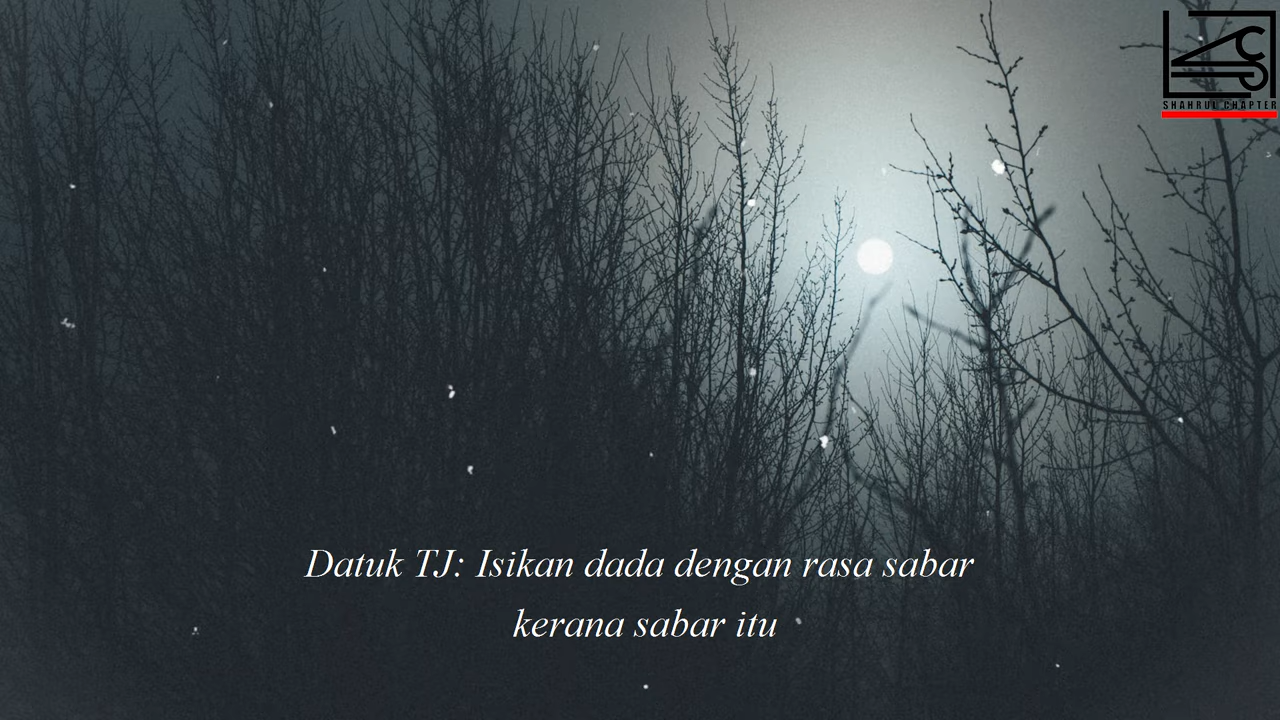 SHAHRUL CHAPTER
Datuk TJ: Isikan dada dengan rasa sabar
kerana sabar itu